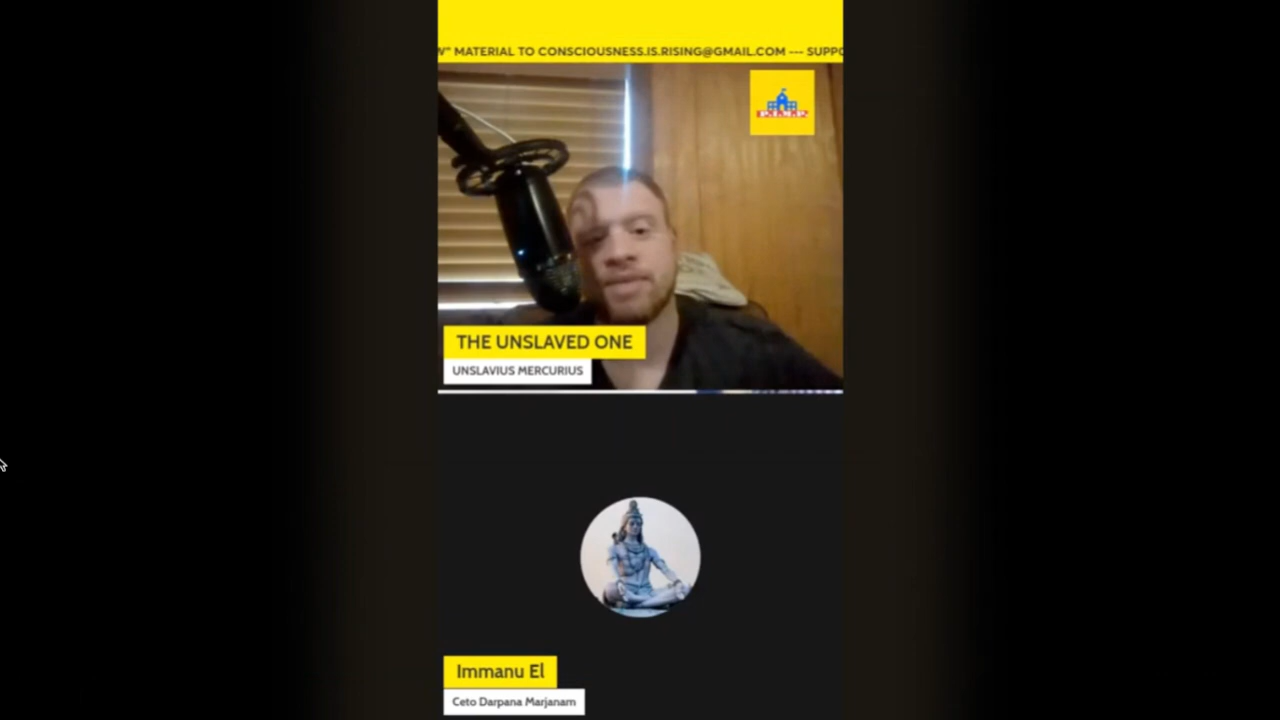 W" MATERIAL TO CONSCIOUSNESS.IS.RISING@GMAIL.COM --- SUPPO
P.I.S.P.
THE UNSLAVED ONE
UNSLAVIUS MERCURIUS
Immanu El
Ceto Darpana Marjanam